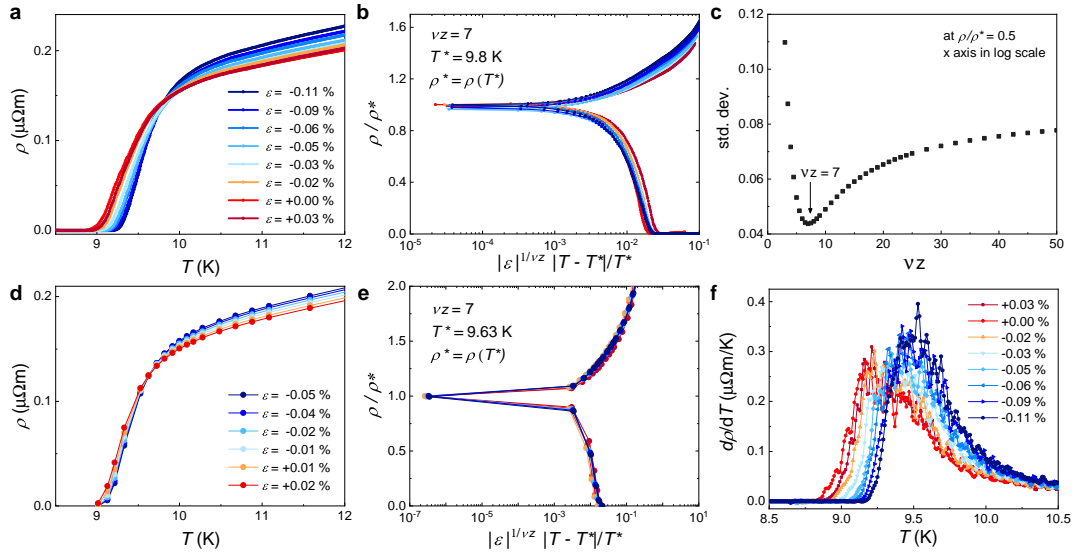 a
ρ (μΩm)
0.2
0.1
0.0
ε = -0.11 %
ε = -0.09 %
ε = -0.06 %
ε = -0.05 %
ε = -0.03 %
ε = -0.02 %
ε = +0.00 %
ε = +0.03 %
9 10 11 12
T (K)
b
νz = 7
T* = 9.8 K
ρ* = ρ(T*)
ρ / ρ*
1.6
1.2
0.8
0.4
0.0
10-5 10-4 10-3 10-2 10-1
|ε|1/νz |T - T*|/T*
c
at ρ/ρ* = 0.5
x axis in log scale
std. dev.
0.12
0.10
0.08
0.06
0.04
νz = 7
0 10 20 30 40 50
νz
d
ρ (μΩm)
0.2
0.1
0.0
ε = -0.05 %
ε = -0.04 %
ε = -0.02 %
ε = -0.01 %
ε = +0.01 %
ε = +0.02 %
9 10 11 12
T (K)
e
νz = 7
T* = 9.63 K
ρ* = ρ(T*)
ρ / ρ*
2.0
1.5
1.0
0.5
0.0
10-7 10-5 10-3 10-1 101
|ε|1/νz |T - T*|/T*
f
dρ/dT (μΩm/K)
0.4
0.3
0.2
0.1
0.0
+0.03 %
+0.00 %
-0.02 %
-0.03 %
-0.05 %
-0.06 %
-0.09 %
-0.11 %
8.5 9.0 9.5 10.0 10.5
T (K)